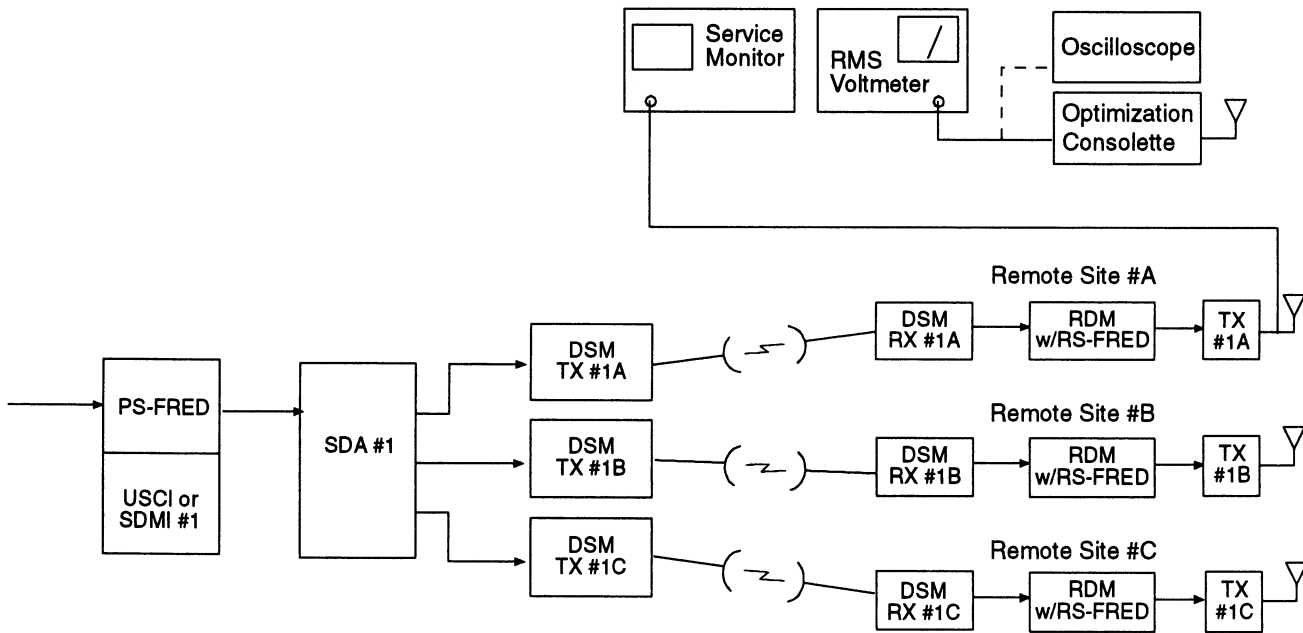 Service
Monitor
RMS
Voltmeter
Oscilloscope
Optimization
Consolette
Remote Site #A
DSM
TX #1A
DSM
RX #1A
RDM
w/RS-FRED
TX
#1A
PS-FRED
USCI or
SDMI #1
SDA #1
Remote Site #B
DSM
TX #1B
DSM
RX #1B
RDM
w/RS-FRED
TX
#1B
Remote Site #C
DSM
TX #1C
DSM
RX #1C
RDM
w/RS-FRED
TX
#1C